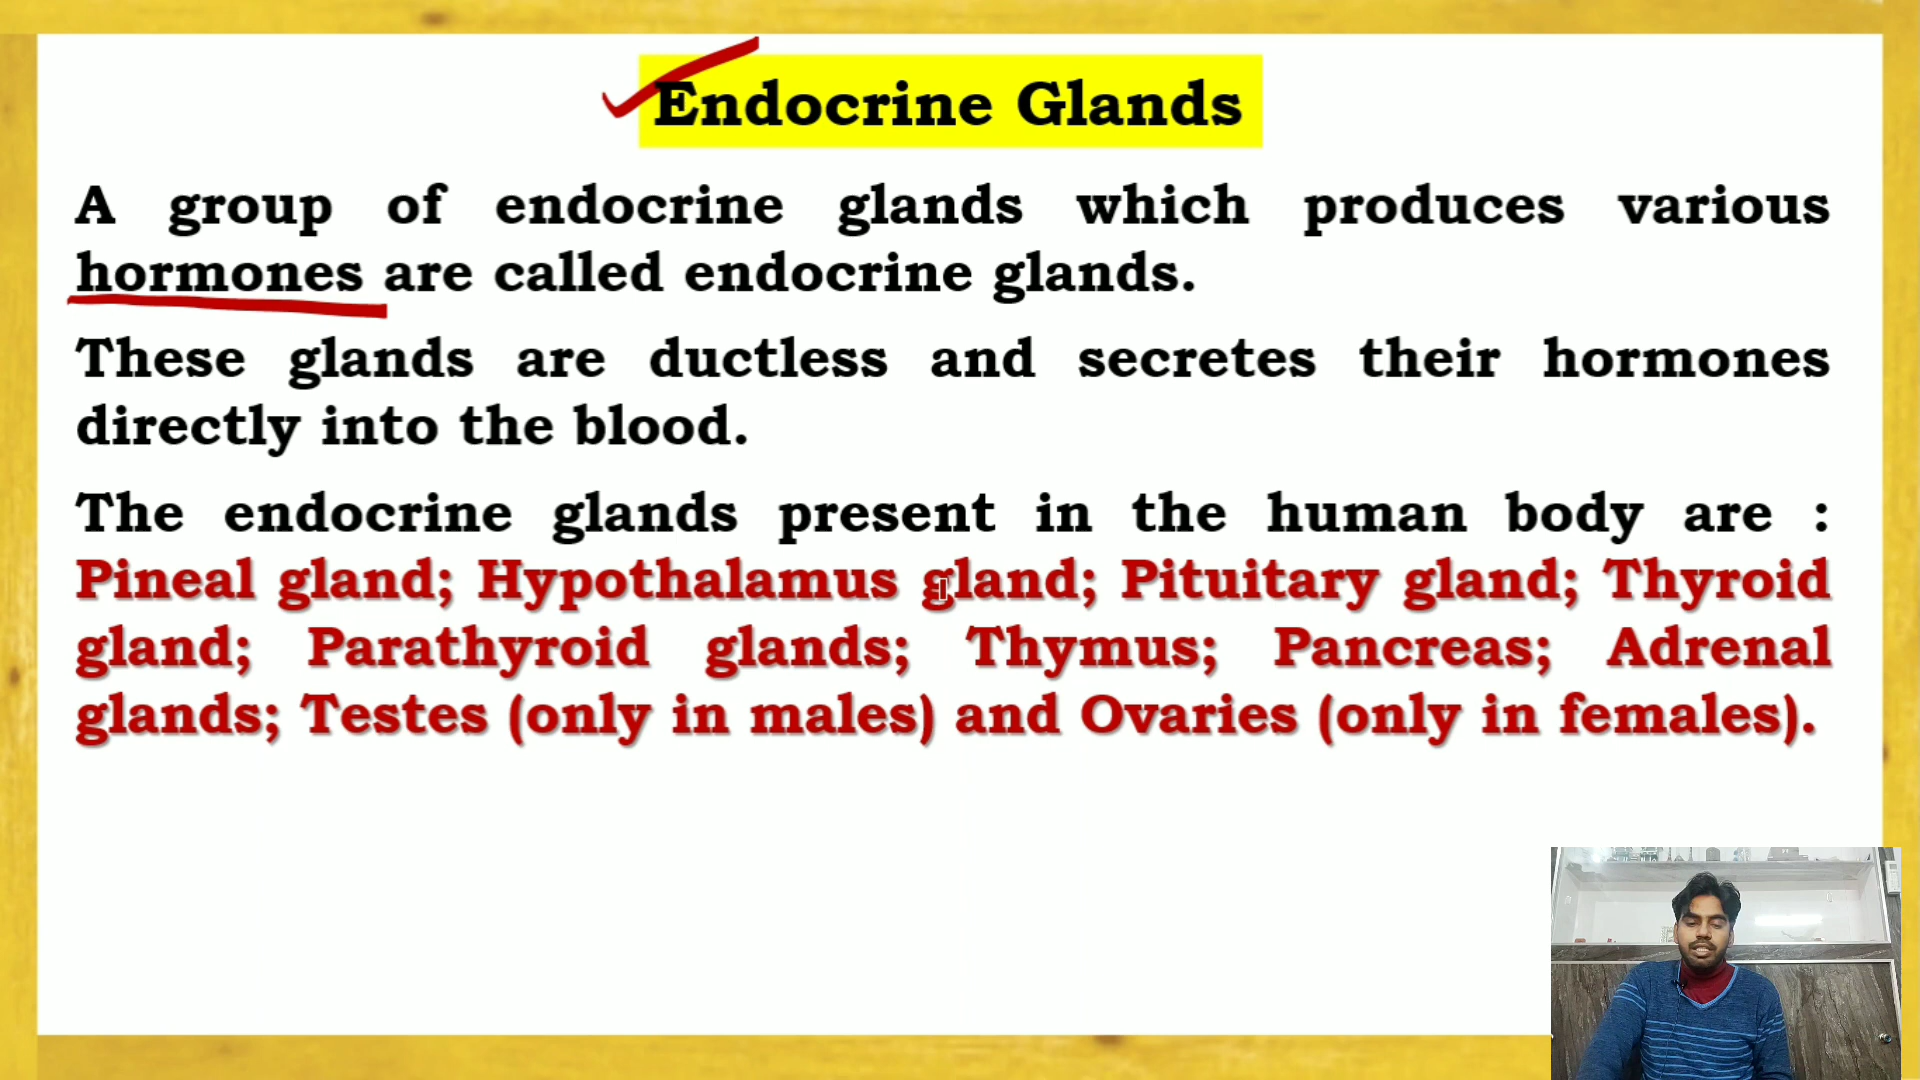 Endocrine Glands
A group of endocrine glands which produces various
hormones are called endocrine glands.
These glands are ductless and secretes their hormones
directly into the blood.
The endocrine glands present in the human body are :
Pineal gland; Hypothalamus gland; Pituitary gland; Thyroid
gland; Parathyroid glands; Thymus; Pancreas; Adrenal
glands; Testes (only in males) and Ovaries (only in females).